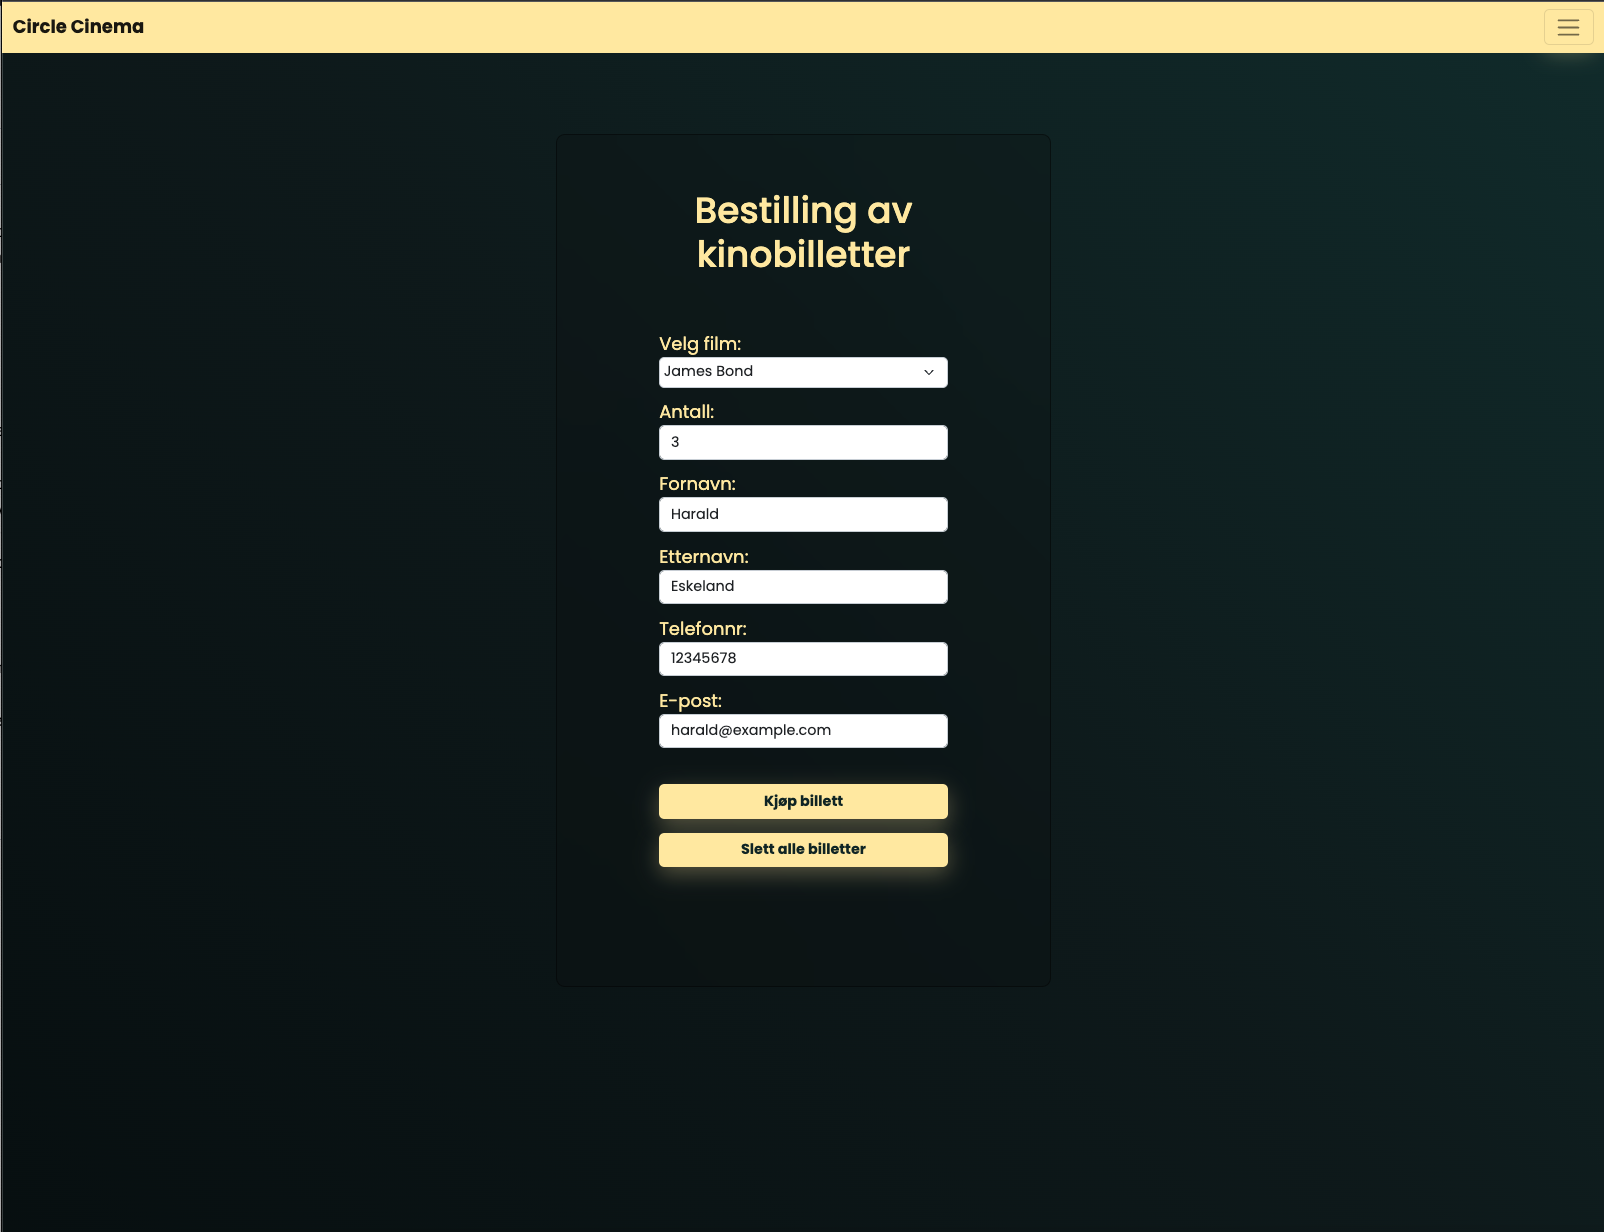 Circle Cinema
Bestilling av
kinobilletter
Velg film:
James Bond
Antall:
3
Fornavn:
Harald
Etternavn:
Eskeland
Telefonnr:
12345678
E-post:
harald@example.com
Kjøp billett
Slett alle billetter